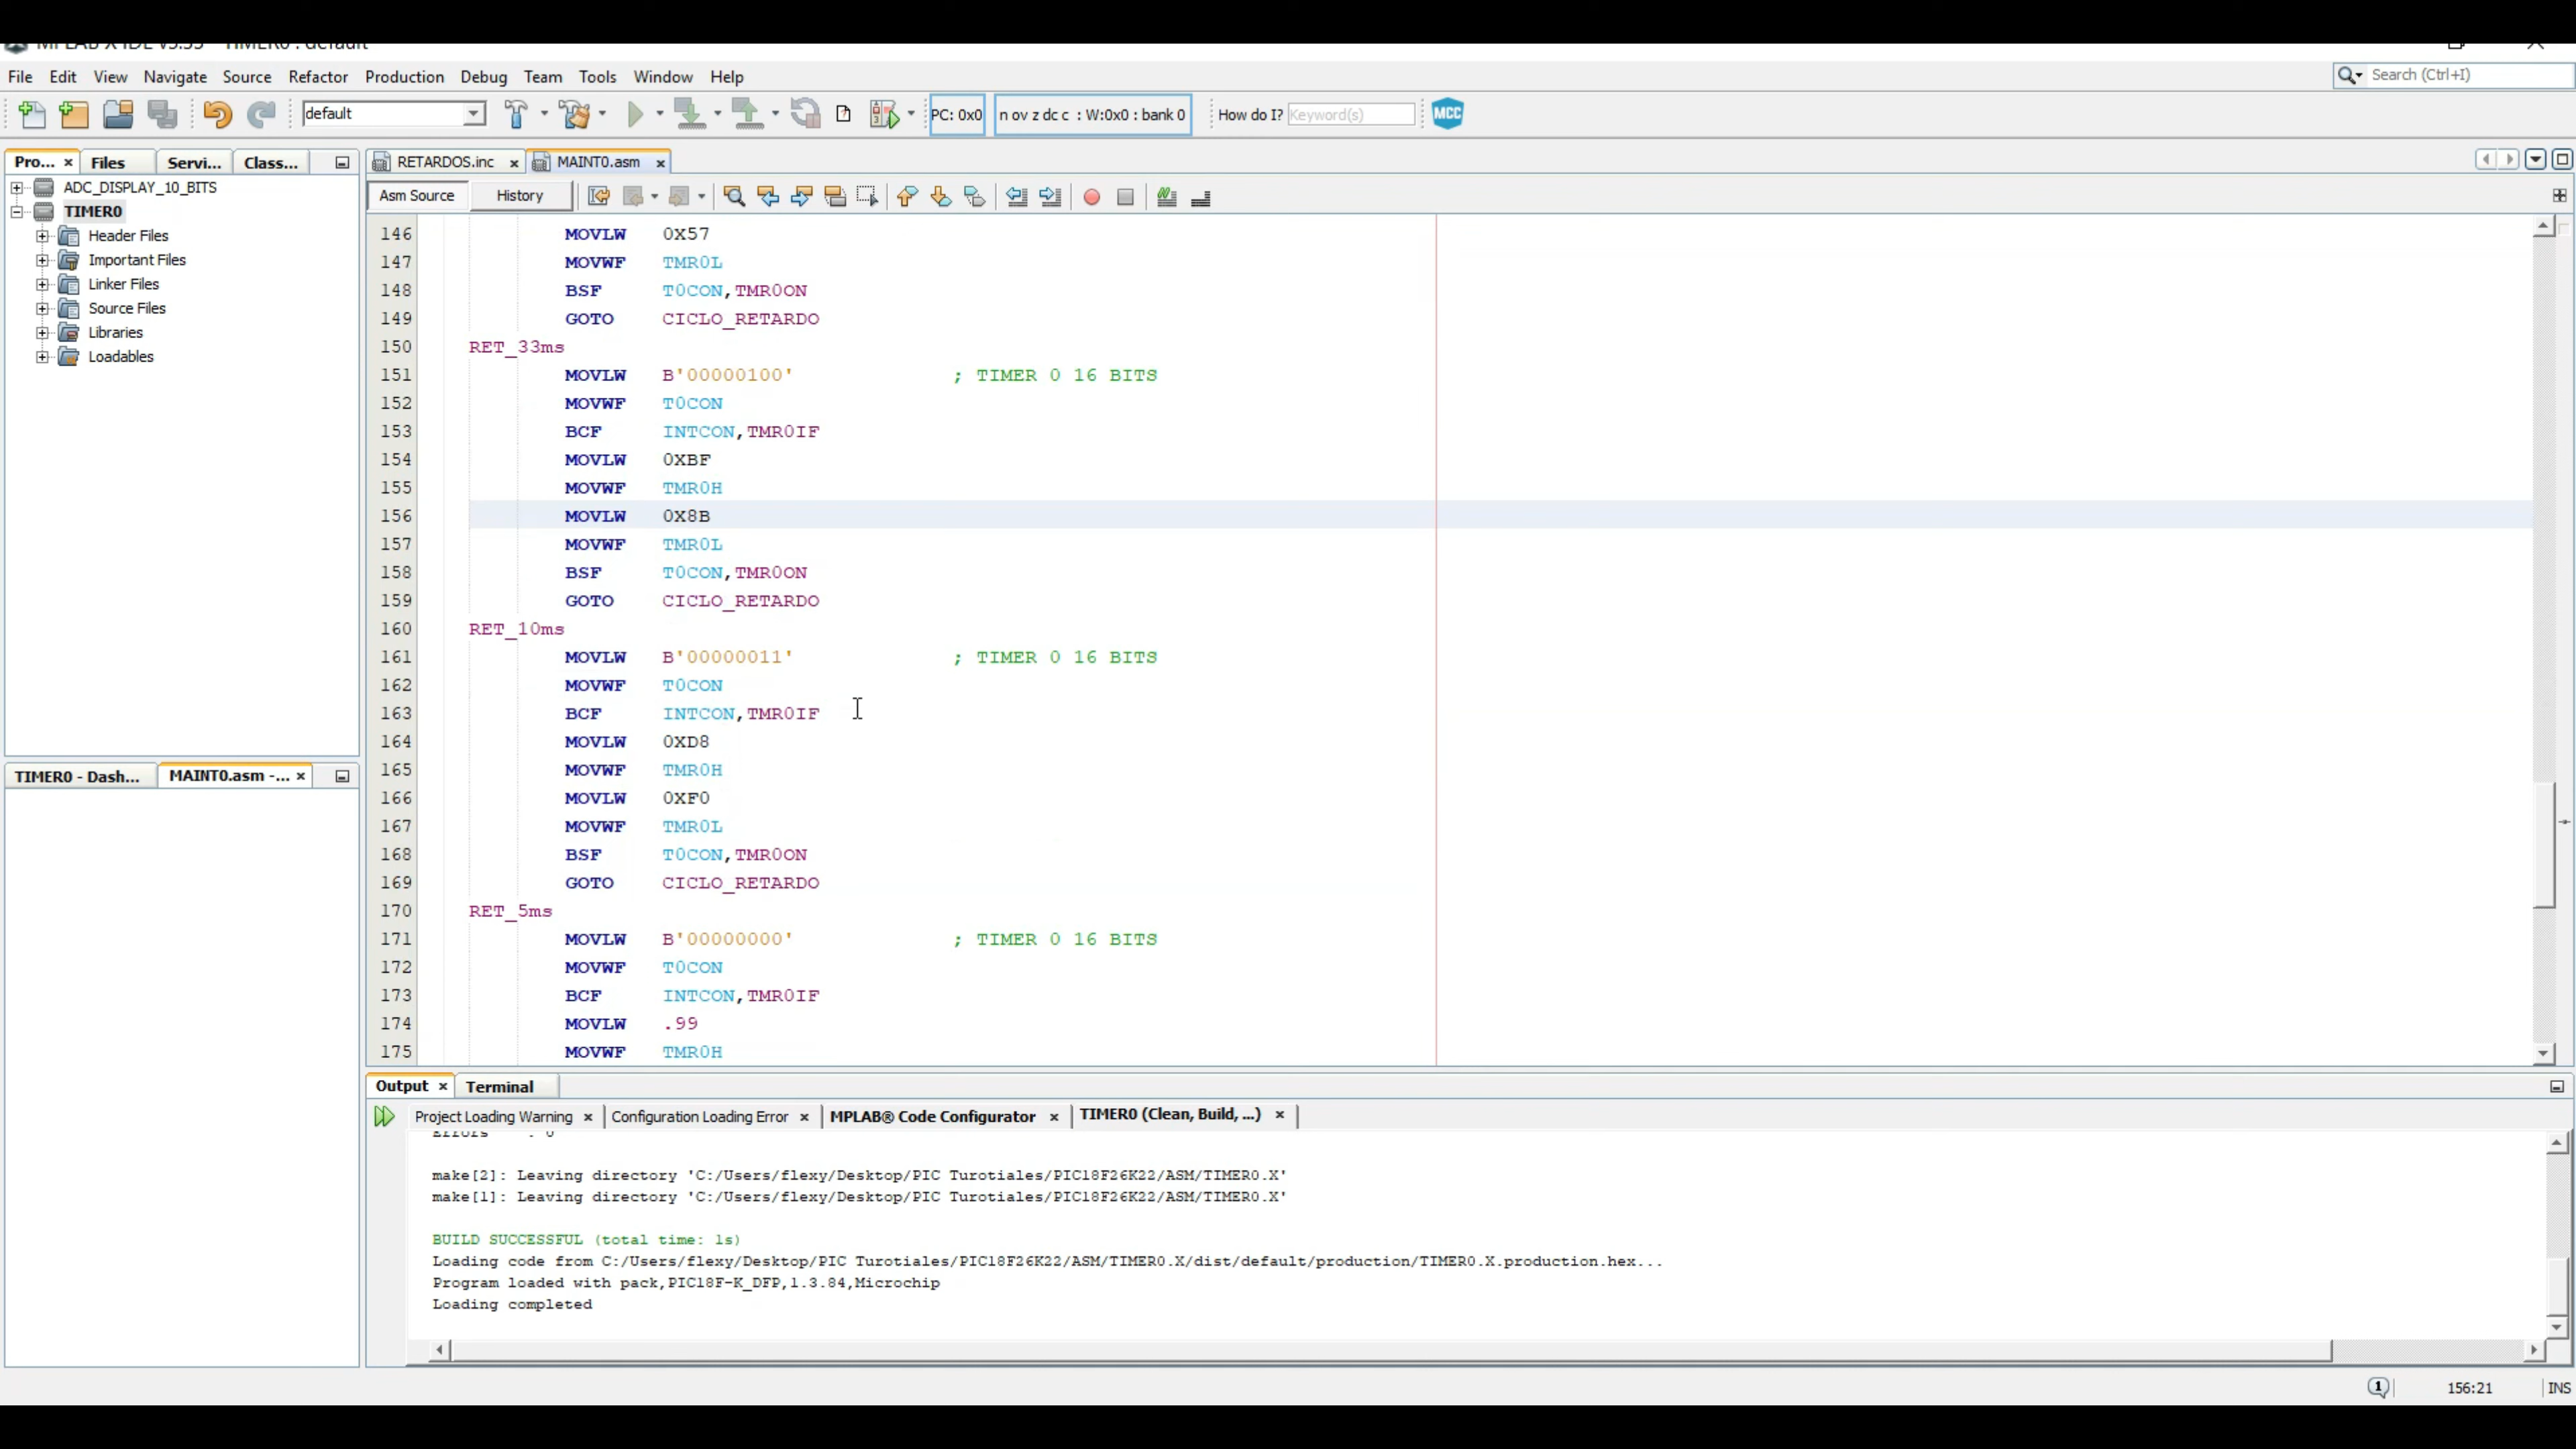 MPLAB X IDE v5.35 - TIMER0 : default
File Edit View Navigate Source Refactor Production Debug Team Tools Window Help
Search (Ctrl+I)
default
PC: 0x0
n ov z dc c : W:0x0 : bank 0
How do I? Keyword(s)
MCC
Pro... × Files Servi... Class...
RETARDOS.inc × MAINT0.asm ×
Asm Source History
ADC_DISPLAY_10_BITS
TIMER0
Header Files
Important Files
Linker Files
Source Files
Libraries
Loadables
146 MOVLW 0X57
147 MOVWF TMR0L
148 BSF T0CON,TMR0ON
149 GOTO CICLO_RETARDO
150 RET_33ms
151 MOVLW B'00000100' ; TIMER 0 16 BITS
152 MOVWF T0CON
153 BCF INTCON,TMR0IF
154 MOVLW 0XBF
155 MOVWF TMR0H
156 MOVLW 0X8B
157 MOVWF TMR0L
158 BSF T0CON,TMR0ON
159 GOTO CICLO_RETARDO
160 RET_10ms
161 MOVLW B'00000011' ; TIMER 0 16 BITS
162 MOVWF T0CON
163 BCF INTCON,TMR0IF
164 MOVLW 0XD8
165 MOVWF TMR0H
166 MOVLW 0XF0
167 MOVWF TMR0L
168 BSF T0CON,TMR0ON
169 GOTO CICLO_RETARDO
170 RET_5ms
171 MOVLW B'00000000' ; TIMER 0 16 BITS
172 MOVWF T0CON
173 BCF INTCON,TMR0IF
174 MOVLW .99
175 MOVWF TMR0H
TIMER0 - Dash... MAINT0.asm -... ×
Output × Terminal
Project Loading Warning × Configuration Loading Error × MPLAB® Code Configurator × TIMER0 (Clean, Build, ...) ×
Errors : 0
make[2]: Leaving directory 'C:/Users/flexy/Desktop/PIC Turotiales/PIC18F26K22/ASM/TIMER0.X'
make[1]: Leaving directory 'C:/Users/flexy/Desktop/PIC Turotiales/PIC18F26K22/ASM/TIMER0.X'
BUILD SUCCESSFUL (total time: 1s)
Loading code from C:/Users/flexy/Desktop/PIC Turotiales/PIC18F26K22/ASM/TIMER0.X/dist/default/production/TIMER0.X.production.hex...
Program loaded with pack,PIC18F-K_DFP,1.3.84,Microchip
Loading completed
1 156:21 INS